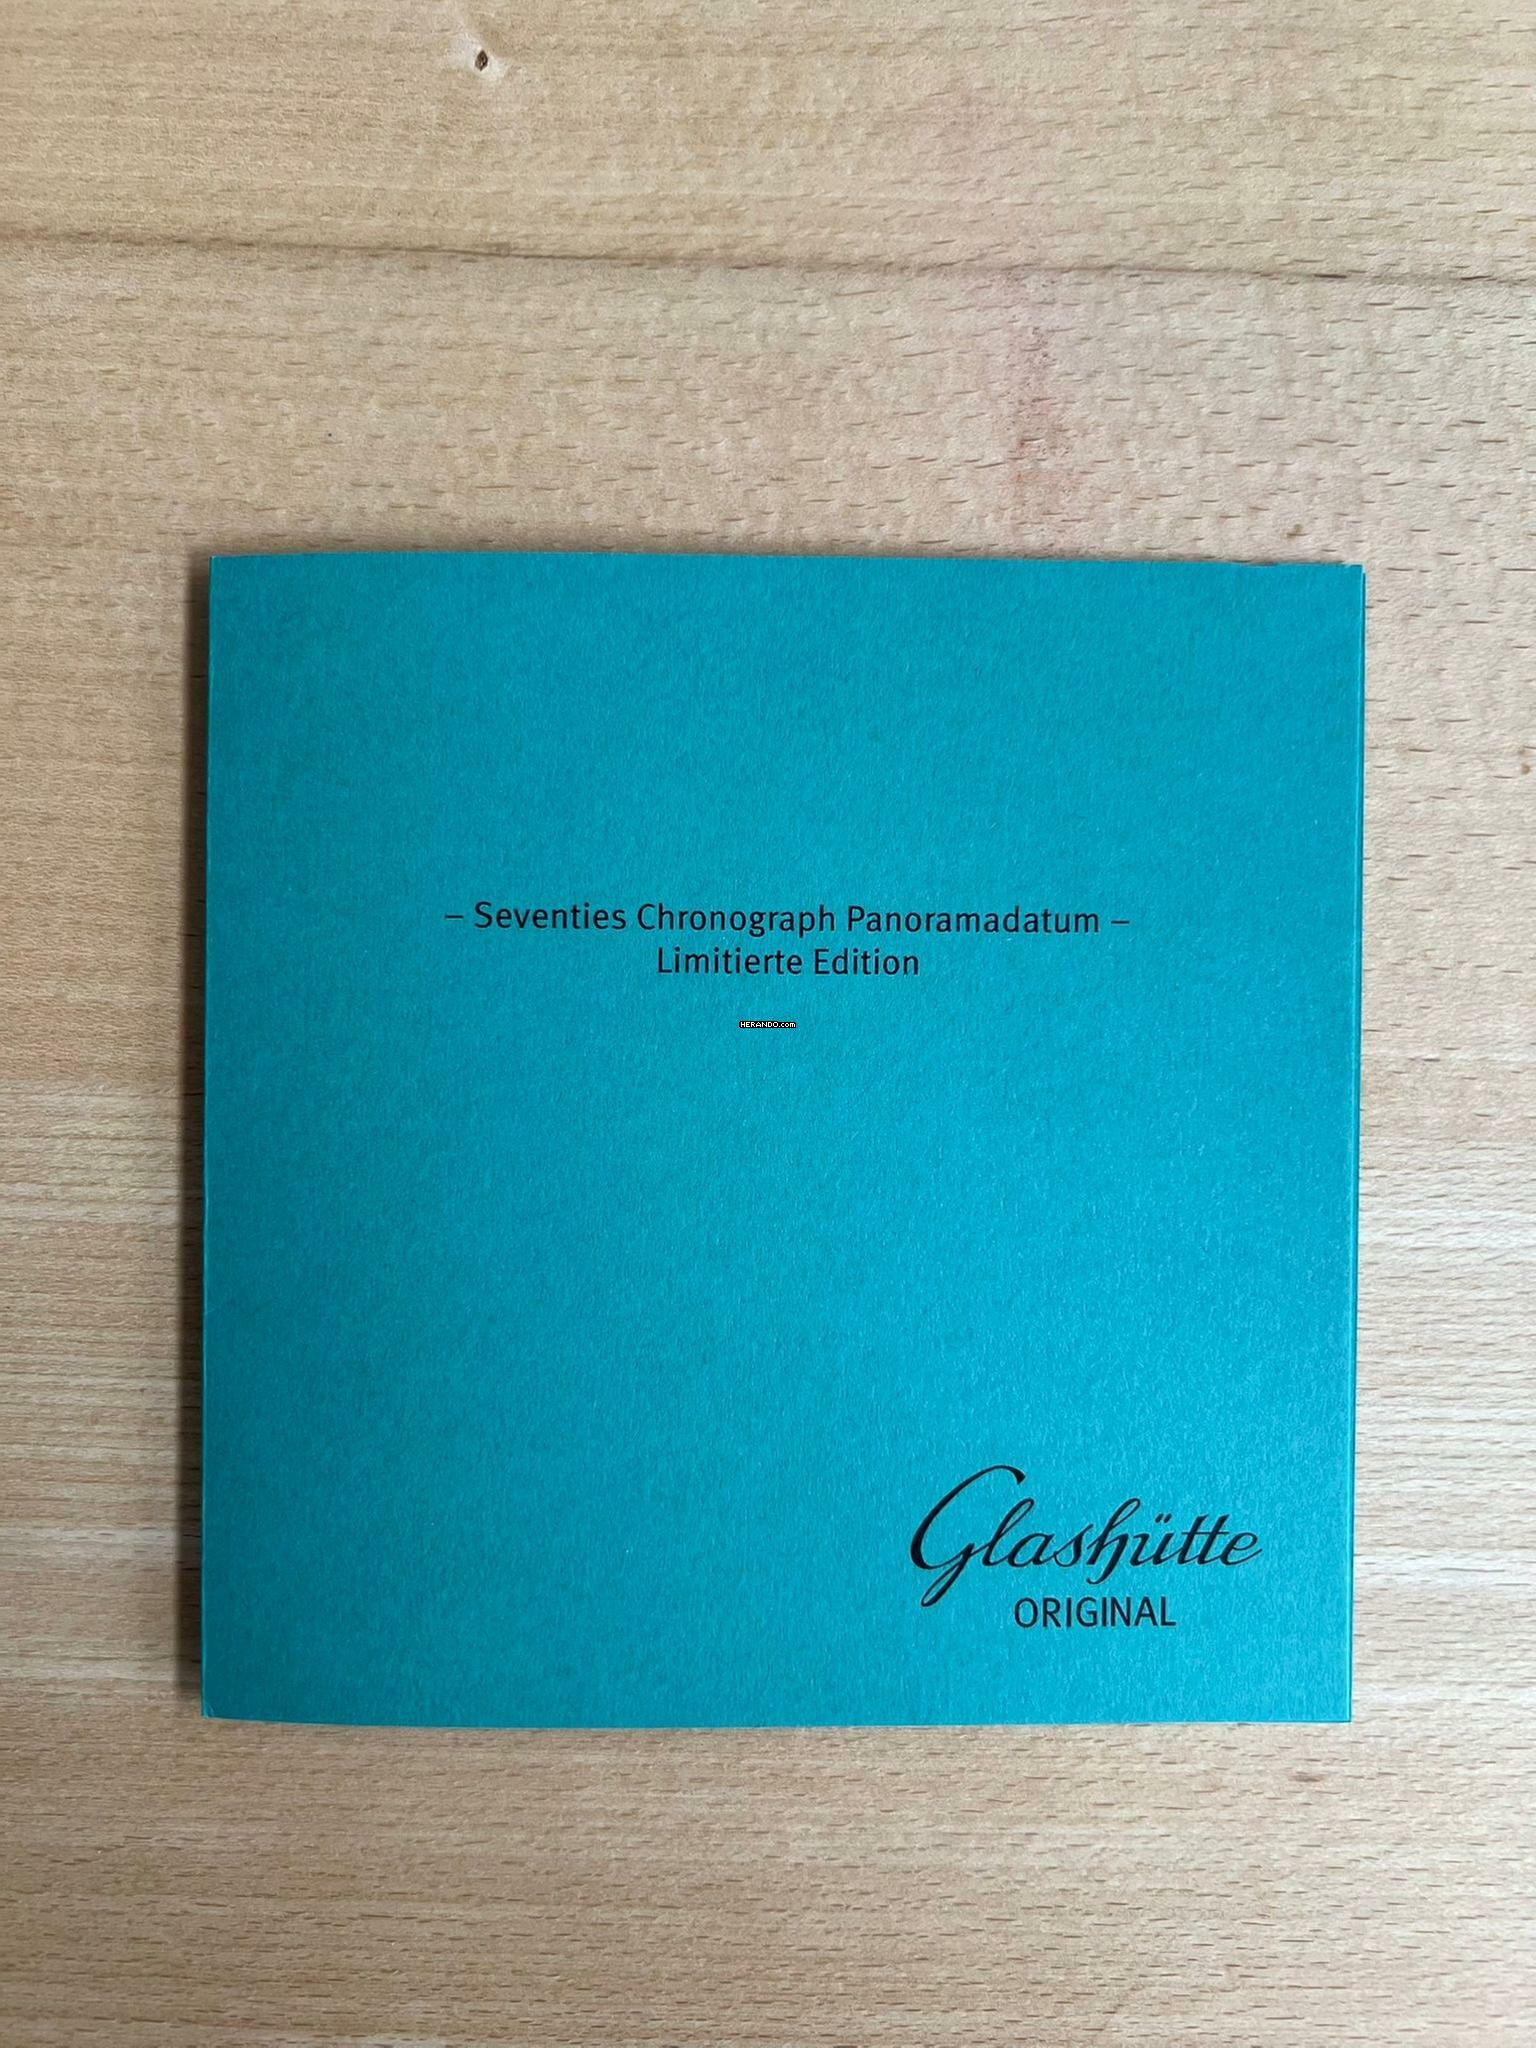 – Seventies Chronograph Panoramadatum –
Limitierte Edition
HERANDO.com
Glashütte
ORIGINAL